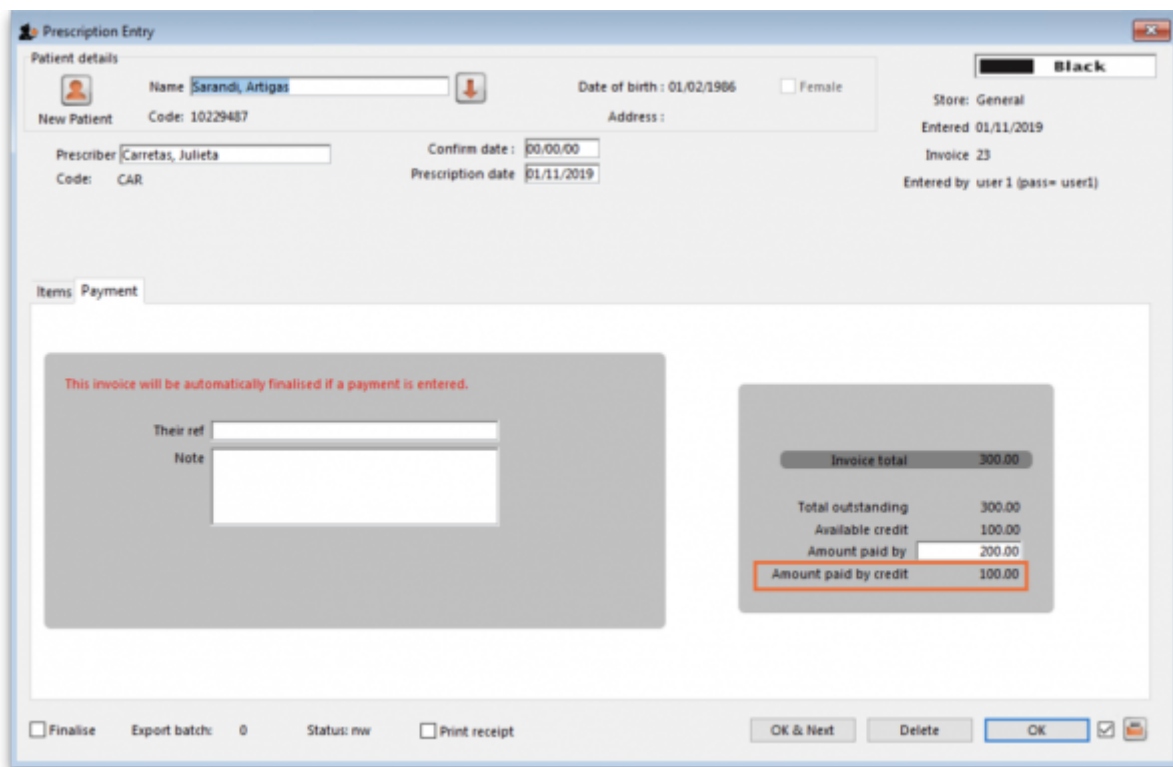 Prescription Entry
Patient details
Black
Name Sarandi, Artigas
Date of birth : 01/02/1986
Female
Store: General
New Patient
Code: 10229487
Address :
Entered 01/11/2019
Prescriber Carretas, Julieta
Confirm date : 00/00/00
Invoice 23
Code: CAR
Prescription date 01/11/2019
Entered by user 1 (pass= user1)
Items Payment
This invoice will be automatically finalised if a payment is entered.
Their ref
Note
Invoice total 300.00
Total outstanding 300.00
Available credit 100.00
Amount paid by 200.00
Amount paid by credit 100.00
Finalise Export batch: 0 Status: nw Print receipt OK & Next Delete OK